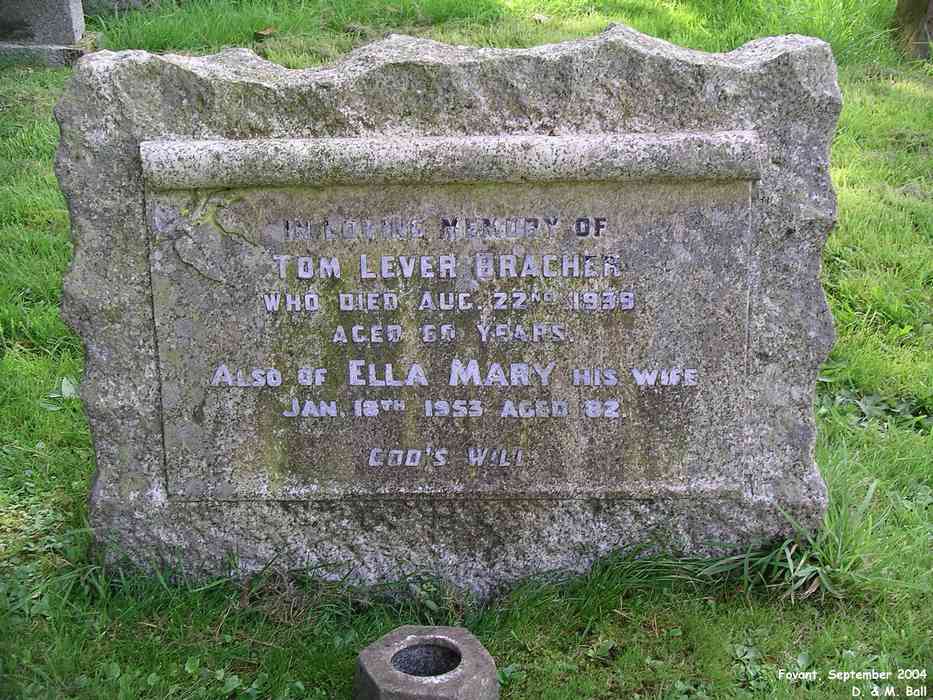 IN LOVING MEMORY OF
TOM LEVER BRACHER
WHO DIED AUG. 22ND 1939
AGED 60 YEARS.
ALSO OF ELLA MARY HIS WIFE
JAN. 18TH 1953 AGED 82.
GOD'S WILL
Fovant, September 2004
D. & M. Ball